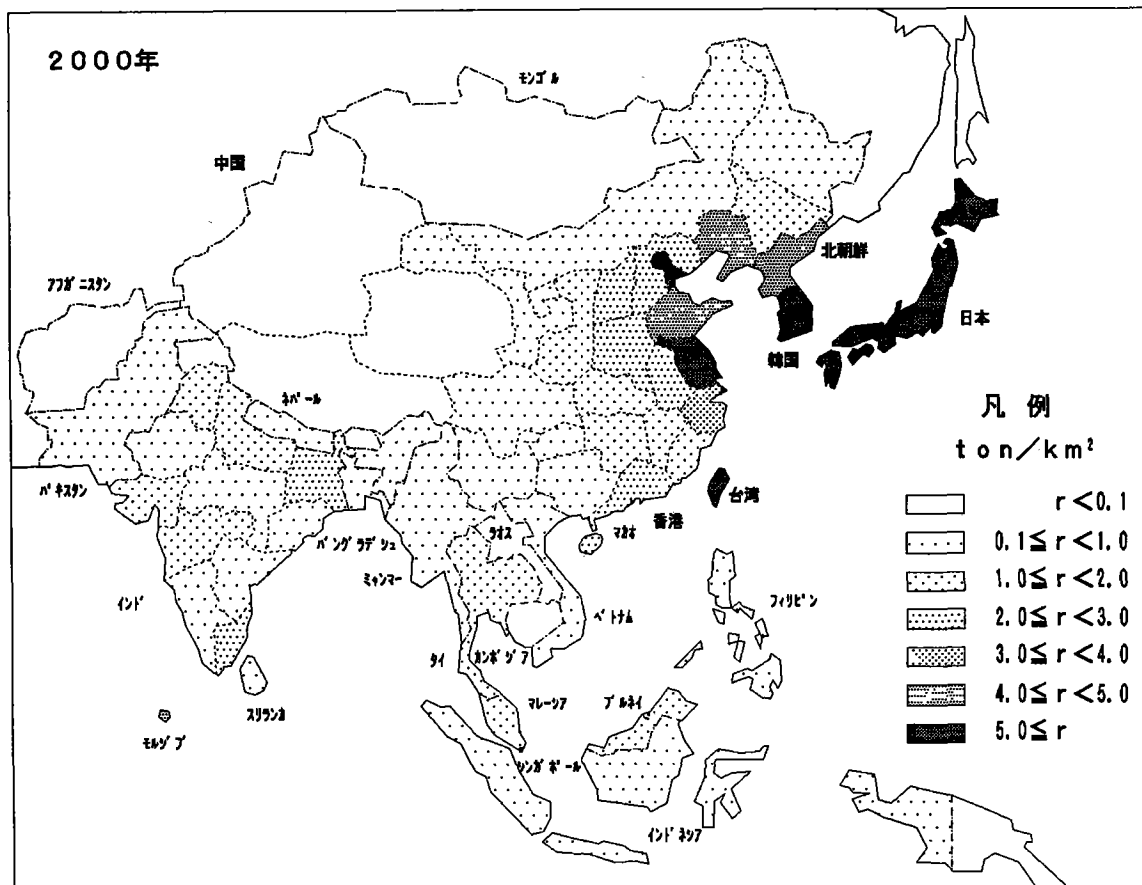 2000年
モンゴル
中国
北朝鮮
アフガニスタン
日本
韓国
ネパール
凡例
ton/km²
パキスタン
台湾
香港
r<0.1
ラオス
マカオ
0.1≦r<1.0
バングラデシュ
ミャンマー
1.0≦r<2.0
インド
ベトナム
フィリピン
2.0≦r<3.0
タイ
カンボジア
3.0≦r<4.0
スリランカ
マレーシア
ブルネイ
4.0≦r<5.0
モルジブ
シンガポール
5.0≦r
インドネシア